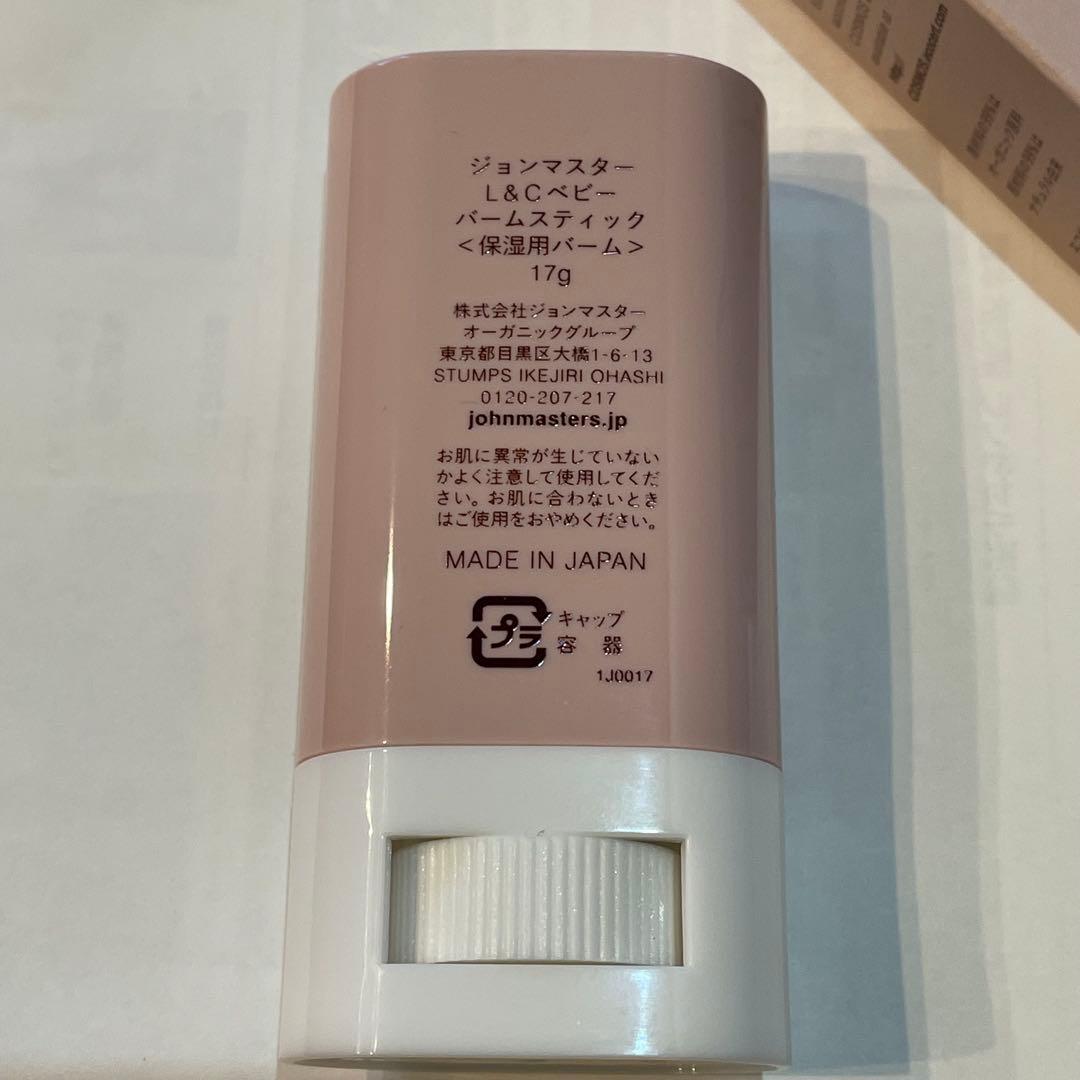 ジョンマスター
L&Cベビー
バームスティック
<保湿用バーム>
17g
株式会社ジョンマスター
オーガニックグループ
東京都目黒区大橋1-6-13
STUMPS IKEJIRI OHASHI
0120-207-217
johnmasters.jp
お肌に異常が生じていない
かよく注意して使用してくだ
さい。お肌に合わないとき
はご使用をおやめください。
MADE IN JAPAN
プラ キャップ
容器
1J0017